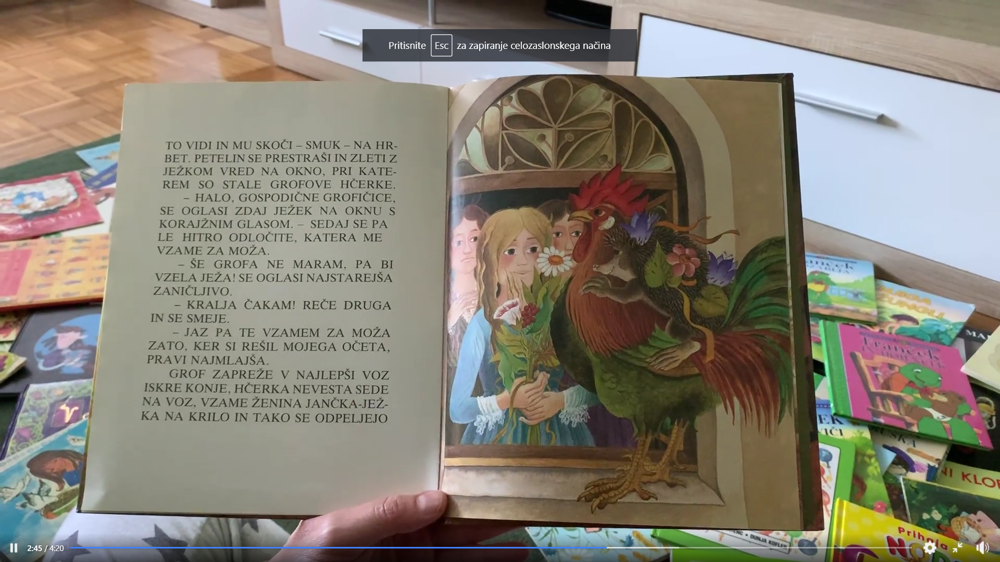 Pritisnite Esc za zapiranje celozaslonskega načina
TO VIDI IN MU SKOČI – SMUK – NA HR-
BET. PETELIN SE PRESTRAŠI IN ZLETI Z
JEŽKOM VRED NA OKNO, PRI KATE-
REM SO STALE GROFOVE HČERKE.
– HALO, GOSPODIČNE GROFIČICE,
SE OGLASI ZDAJ JEŽEK NA OKNU S
KORAJŽNIM GLASOM. – SEDAJ SE PA
LE HITRO ODLOČITE, KATERA ME
VZAME ZA MOŽA.
– ŠE GROFA NE MARAM, PA BI
VZELA JEŽA! SE OGLASI NAJSTAREJŠA
ZANIČLJIVO.
– KRALJA ČAKAM! REČE DRUGA
IN SE SMEJE.
– JAZ PA TE VZAMEM ZA MOŽA
ZATO, KER SI REŠIL MOJEGA OČETA,
PRAVI NAJMLAJŠA.
GROF ZAPREŽE V NAJLEPŠI VOZ
ISKRE KONJE, HČERKA NEVESTA SEDE
NA VOZ, VZAME ŽENINA JANČKA-JEŽ-
KA NA KRILO IN TAKO SE ODPELJEJO
Franček
NI KLO
DUNJA KOFLER
Prihaja
2:45 / 4:20